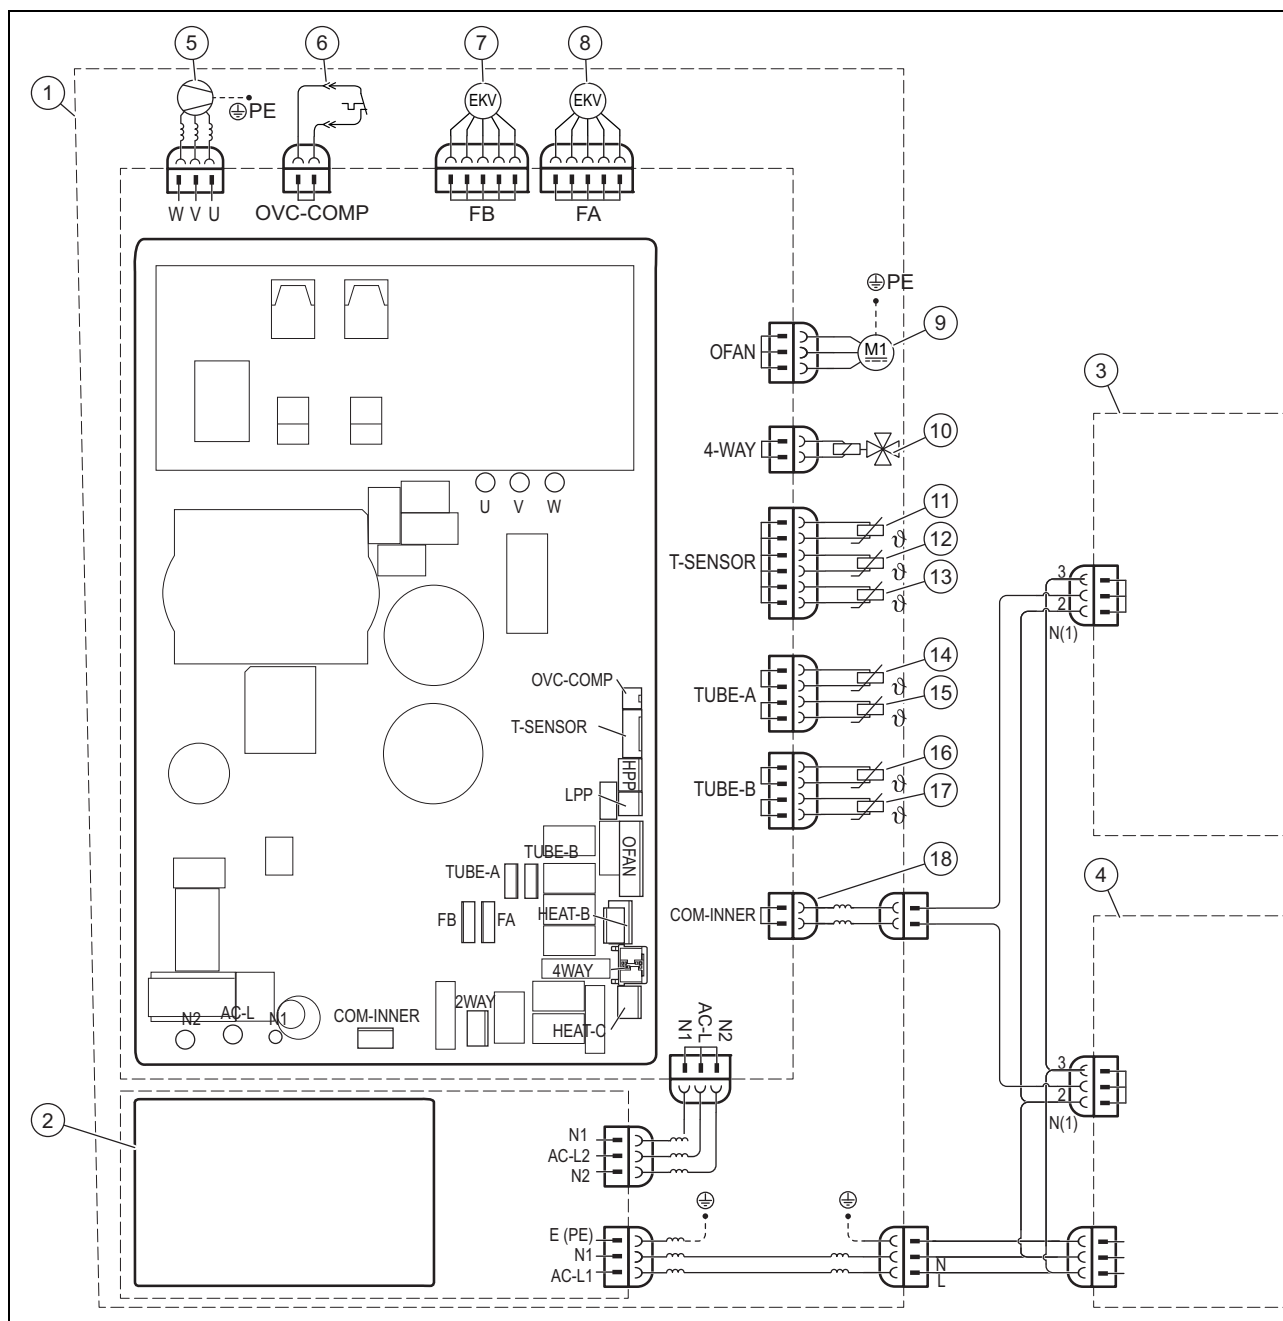 5
6
7
8
1
EKV
EKV
PE
W V U
OVC-COMP
FB
FA
PE
9
M1
OFAN
3
10
4-WAY
U V W
11
ϑ
12
T-SENSOR
ϑ
13
ϑ
3
2
N(1)
14
ϑ
TUBE-A
15
ϑ
OVC-COMP
T-SENSOR
HPP
LPP
16
ϑ
TUBE-B
17
ϑ
OFAN
TUBE-B
TUBE-A
18
4
FB
FA
HEAT-B
COM-INNER
4WAY
2WAY
N2
AC-L
N1
COM-INNER
HEAT-C
N1
AC-L
N2
3
2
N(1)
2
N1
AC-L2
N2
E (PE)
N1
AC-L1
N
L